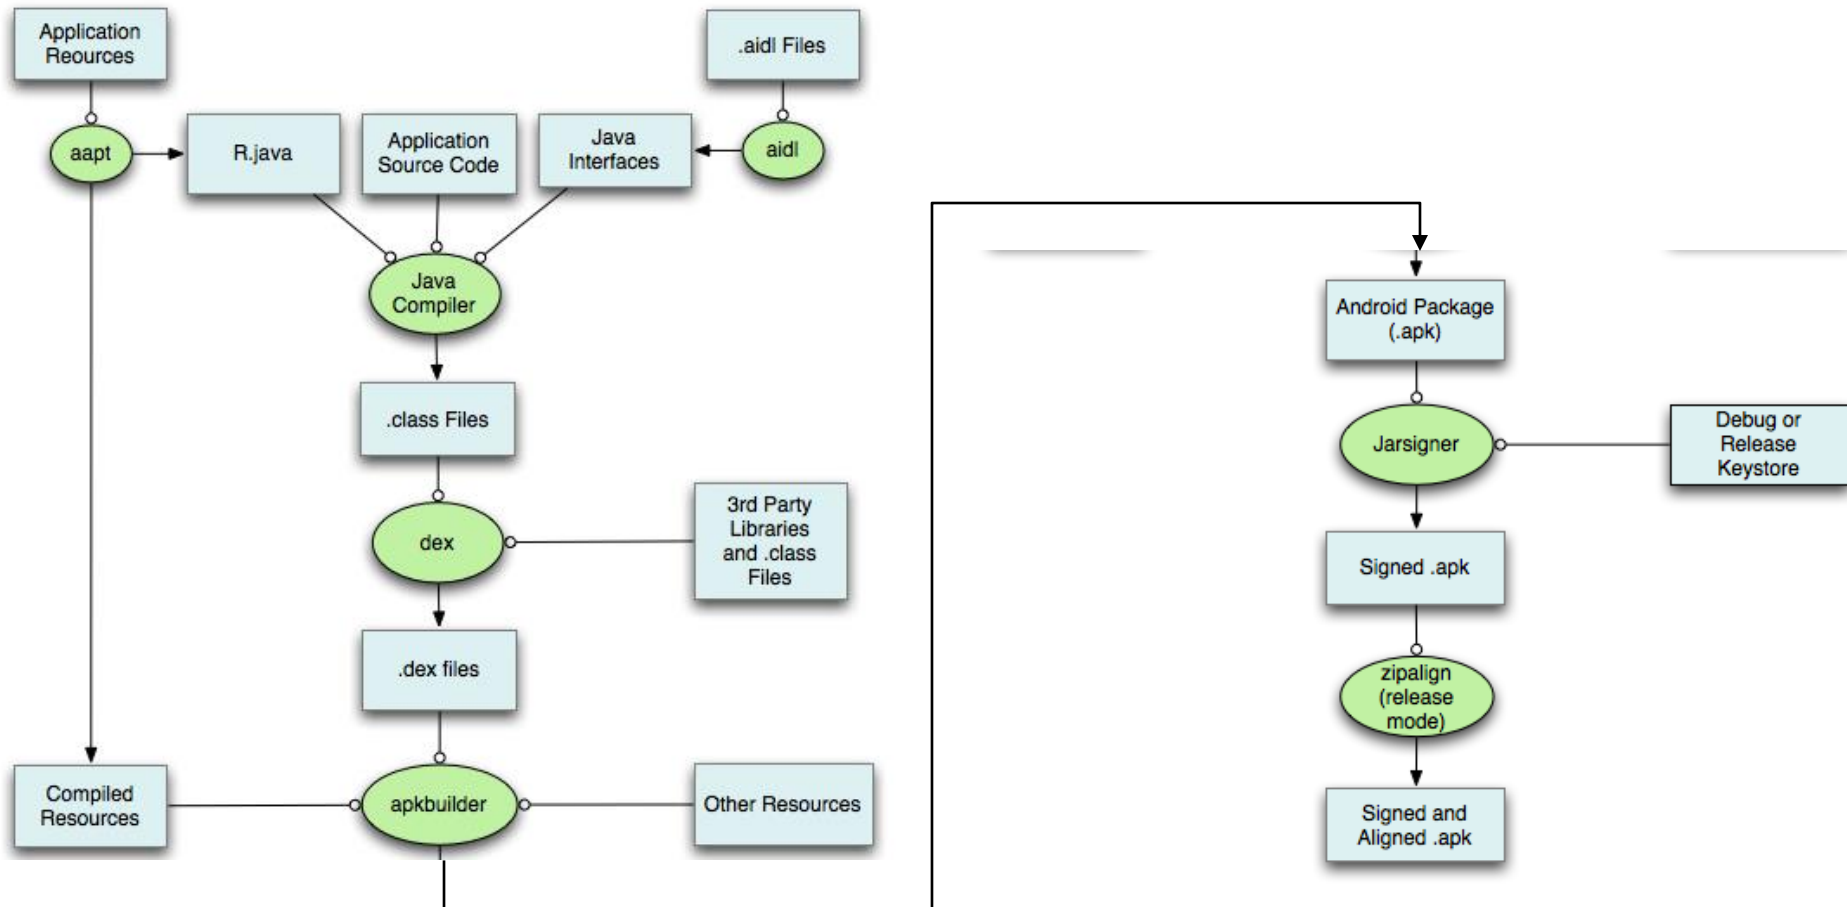 Application
Reources
.aidl Files
aapt
R.java
Application
Source Code
Java
Interfaces
aidl
Java
Compiler
.class Files
dex
3rd Party
Libraries
and .class
Files
.dex files
Compiled
Resources
apkbuilder
Other Resources
Android Package
(.apk)
Jarsigner
Debug or
Release
Keystore
Signed .apk
zipalign
(release
mode)
Signed and
Aligned .apk